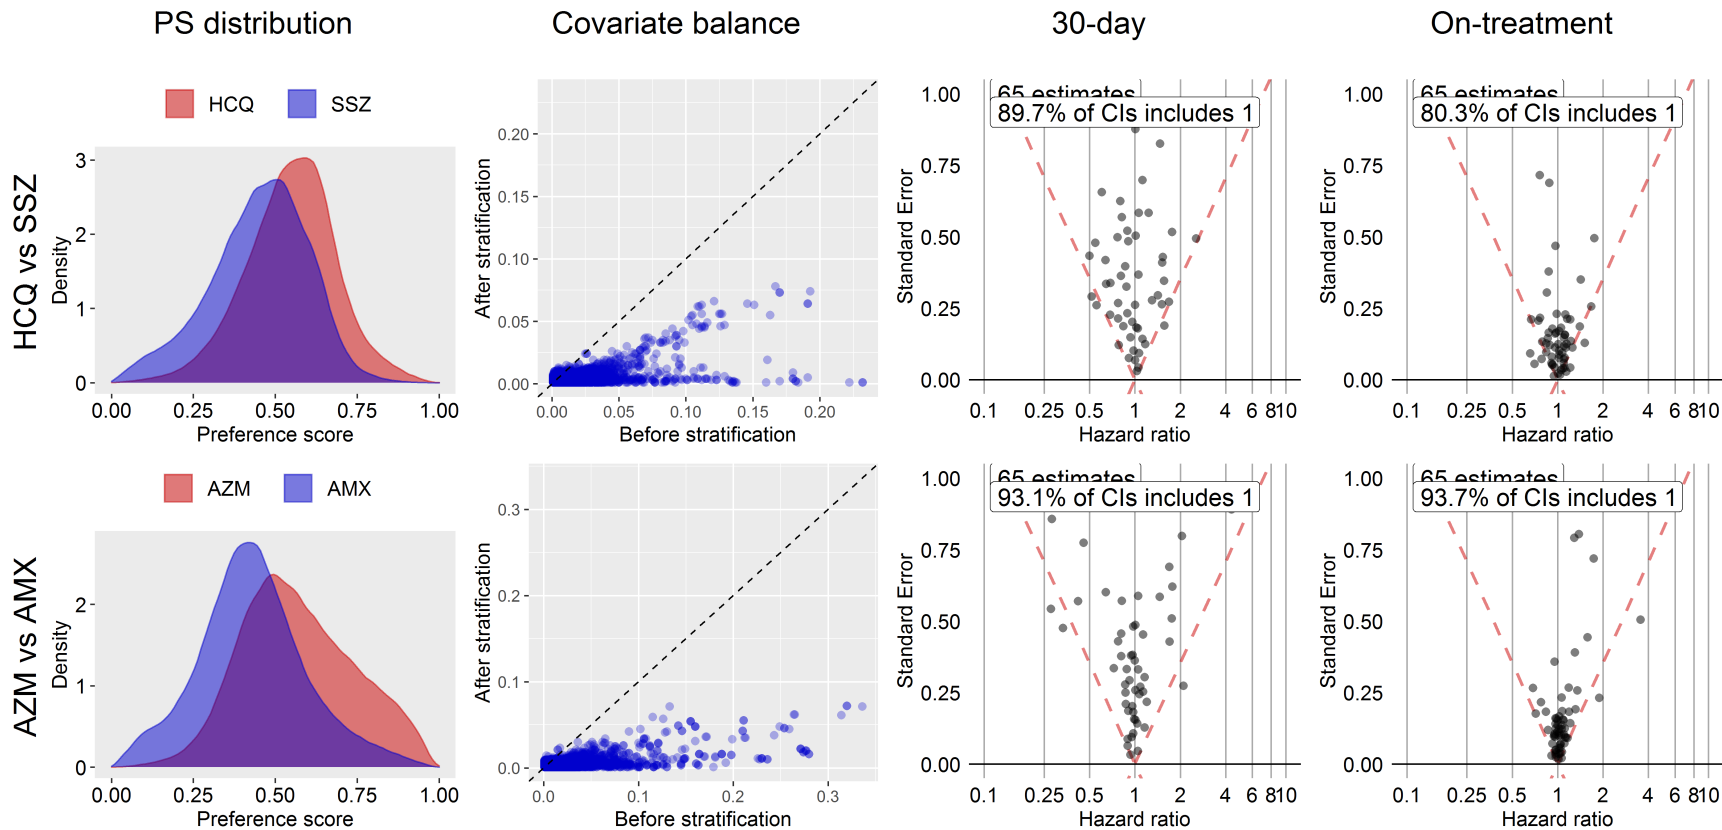 PS distribution
Covariate balance
30-day
On-treatment
HCQ vs SSZ
HCQ
SSZ
Density
3
2
1
0
0.00 0.25 0.50 0.75 1.00
Preference score
After stratification
0.20
0.15
0.10
0.05
0.00
0.00 0.05 0.10 0.15 0.20
Before stratification
65 estimates
89.7% of CIs includes 1
Standard Error
1.00
0.75
0.50
0.25
0.00
0.1 0.25 0.5 1 2 4 6 8 10
Hazard ratio
65 estimates
80.3% of CIs includes 1
Standard Error
1.00
0.75
0.50
0.25
0.00
0.1 0.25 0.5 1 2 4 6 8 10
Hazard ratio
AZM vs AMX
AZM
AMX
Density
2
1
0
0.00 0.25 0.50 0.75 1.00
Preference score
After stratification
0.3
0.2
0.1
0.0
0.0 0.1 0.2 0.3
Before stratification
65 estimates
93.1% of CIs includes 1
Standard Error
1.00
0.75
0.50
0.25
0.00
0.1 0.25 0.5 1 2 4 6 8 10
Hazard ratio
65 estimates
93.7% of CIs includes 1
Standard Error
1.00
0.75
0.50
0.25
0.00
0.1 0.25 0.5 1 2 4 6 8 10
Hazard ratio